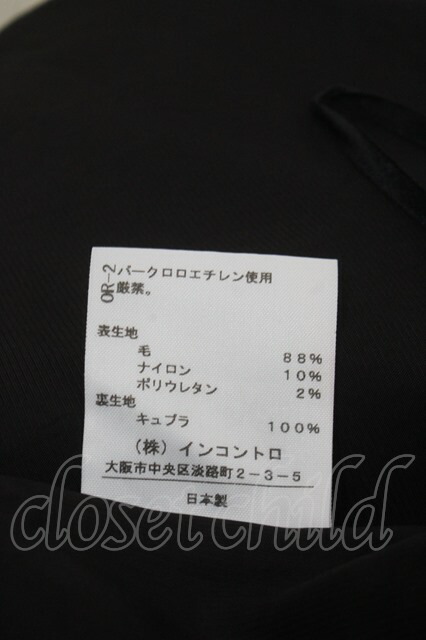 OR-2
パークロロエチレン使用
厳禁。
表生地
毛 88%
ナイロン 10%
ポリウレタン 2%
裏生地
キュプラ 100%
(株)インコントロ
大阪市中央区淡路町2-3-5
日本製
closet child